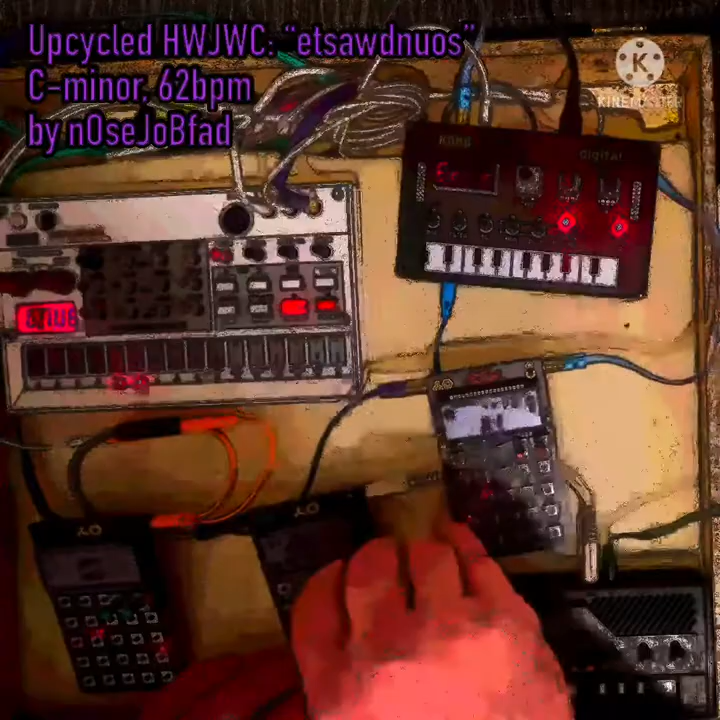 Upcycled HWJWC: “etsawdnuos”
C-minor, 62bpm
by n0seJoBfad
K
KINEMASTER
KORG
Digital